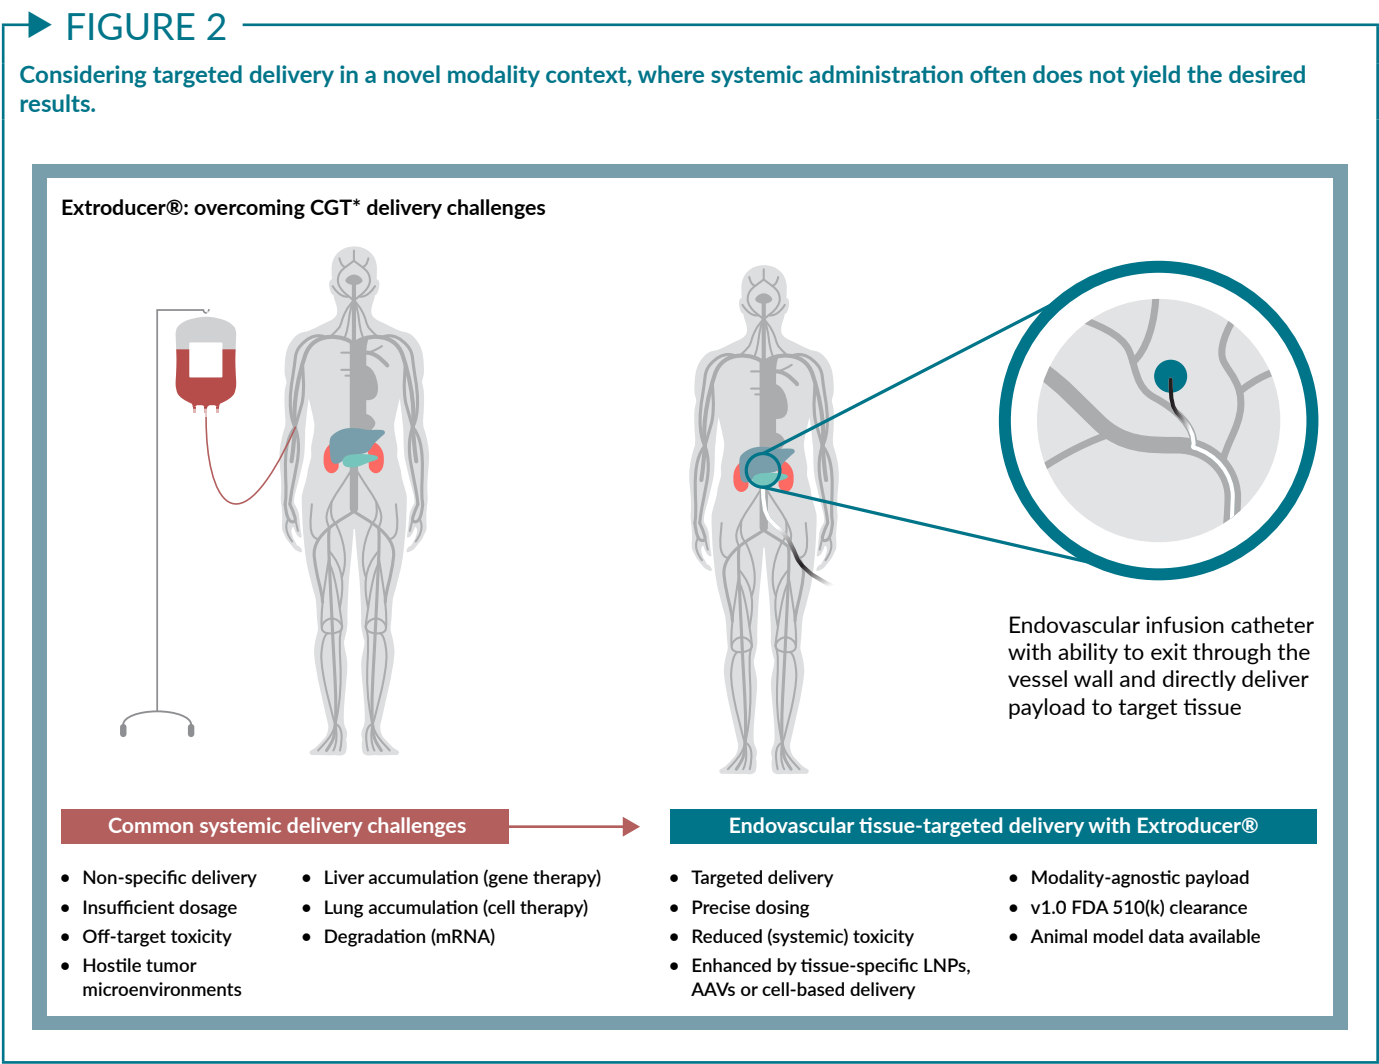 FIGURE 2
Considering targeted delivery in a novel modality context, where systemic administration often does not yield the desired
results.
Extroducer®: overcoming CGT* delivery challenges
Endovascular infusion catheter
with ability to exit through the
vessel wall and directly deliver
payload to target tissue
Common systemic delivery challenges
• Non-specific delivery
• Insufficient dosage
• Off-target toxicity
• Hostile tumor
microenvironments
• Liver accumulation (gene therapy)
• Lung accumulation (cell therapy)
• Degradation (mRNA)
Endovascular tissue-targeted delivery with Extroducer®
• Targeted delivery
• Precise dosing
• Reduced (systemic) toxicity
• Enhanced by tissue-specific LNPs,
AAVs or cell-based delivery
• Modality-agnostic payload
• v1.0 FDA 510(k) clearance
• Animal model data available